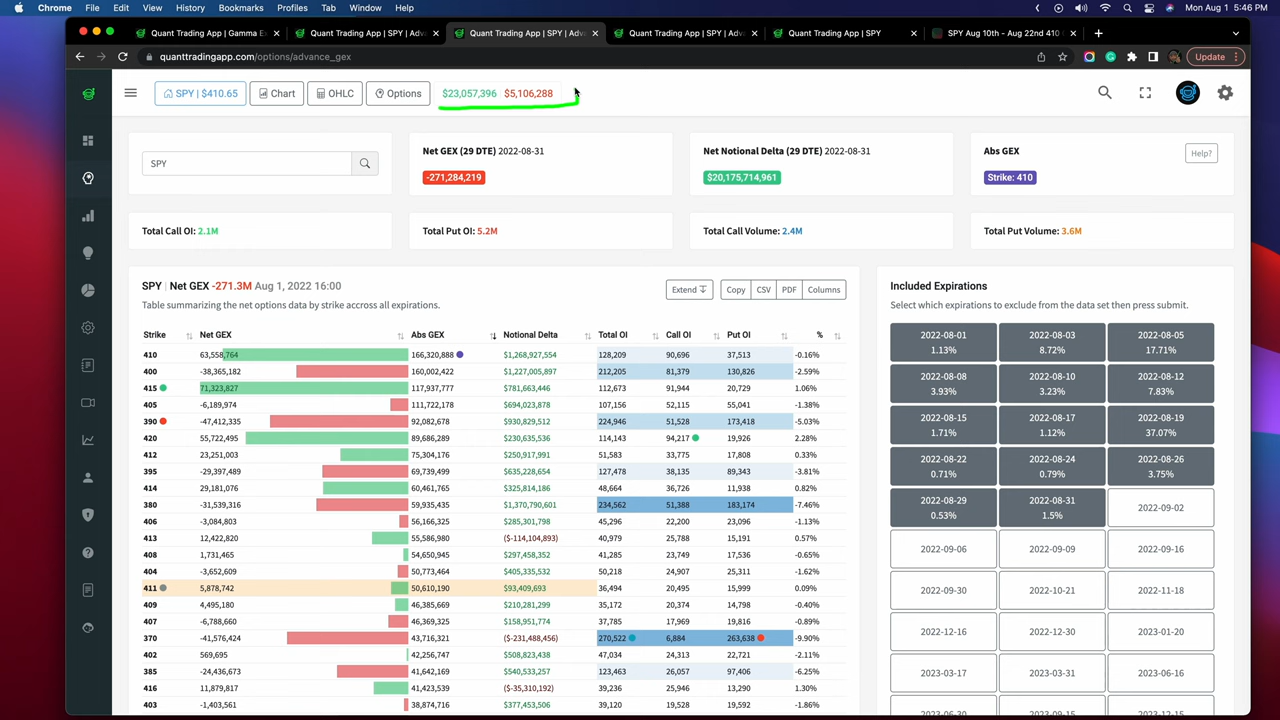 Chrome File Edit View History Bookmarks Profiles Tab Window Help Mon Aug 1 5:46 PM
Quant Trading App | Gamma Ex Quant Trading App | SPY | Adva Quant Trading App | SPY | Adva Quant Trading App | SPY | Adva Quant Trading App | SPY SPY Aug 10th - Aug 22nd 410 C
quanttradingapp.com/options/advance_gex Update
SPY | $410.65 Chart OHLC Options $23,057,396 $5,106,288
SPY
Net GEX (29 DTE) 2022-08-31
-271,284,219
Net Notional Delta (29 DTE) 2022-08-31
$20,175,714,961
Abs GEX Help?
Strike: 410
Total Call OI: 2.1M Total Put OI: 5.2M Total Call Volume: 2.4M Total Put Volume: 3.6M
SPY | Net GEX -271.3M Aug 1, 2022 16:00
Extend Copy CSV PDF Columns
Table summarizing the net options data by strike accross all expirations.
Strike Net GEX Abs GEX Notional Delta Total OI Call OI Put OI %
410 63,558,764 166,320,888 $1,268,927,554 128,209 90,696 37,513 -0.16%
400 -38,365,182 160,002,422 $1,227,005,897 212,205 81,379 130,826 -2.59%
415 71,323,827 117,937,777 $781,663,446 112,673 91,944 20,729 1.06%
405 -6,189,974 111,722,178 $694,023,878 107,156 52,115 55,041 -1.38%
390 -47,412,335 92,082,678 $930,829,512 224,946 51,528 173,418 -5.03%
420 55,722,495 89,686,289 $230,635,536 114,143 94,217 19,926 2.28%
412 23,251,003 75,304,176 $250,917,991 51,583 33,775 17,808 0.33%
395 -29,397,489 69,739,499 $635,228,654 127,478 38,135 89,343 -3.81%
414 29,181,076 60,461,765 $325,814,186 48,664 36,726 11,938 0.82%
380 -31,539,316 59,935,435 $1,370,790,601 234,562 51,388 183,174 -7.46%
406 -3,084,803 56,166,325 $285,301,798 45,296 22,200 23,096 -1.13%
413 12,422,820 55,586,980 ($-114,104,893) 40,979 25,788 15,191 0.57%
408 1,731,465 54,650,945 $297,458,352 41,285 23,749 17,536 -0.65%
404 -3,652,609 50,773,464 $405,335,532 50,218 24,907 25,311 -1.62%
411 5,878,742 50,610,190 $93,409,693 36,494 20,495 15,999 0.09%
409 4,495,180 46,385,669 $210,281,299 35,172 20,374 14,798 -0.40%
407 -6,788,660 46,369,385 $158,951,774 37,785 17,969 19,816 -0.89%
370 -41,576,424 43,716,321 ($-231,488,456) 270,522 6,884 263,638 -9.90%
402 569,695 42,256,747 $508,823,438 47,034 24,313 22,721 -2.11%
385 -24,436,673 41,642,169 $540,533,257 123,463 26,057 97,406 -6.25%
416 11,879,817 41,423,539 ($-35,310,192) 39,236 25,946 13,290 1.30%
403 -1,403,561 38,874,716 $377,453,506 39,120 19,528 19,592 -1.86%
Included Expirations
Select which expirations to exclude from the data set then press submit.
2022-08-01 2022-08-03 2022-08-05
1.13% 8.72% 17.71%
2022-08-08 2022-08-10 2022-08-12
3.93% 3.23% 7.83%
2022-08-15 2022-08-17 2022-08-19
1.71% 1.12% 37.07%
2022-08-22 2022-08-24 2022-08-26
0.71% 0.79% 3.75%
2022-08-29 2022-08-31 2022-09-02
0.53% 1.5%
2022-09-06 2022-09-09 2022-09-16
2022-09-30 2022-10-21 2022-11-18
2022-12-16 2022-12-30 2023-01-20
2023-03-17 2023-03-31 2023-06-16
2023-06-30 2023-09-15 2023-12-15